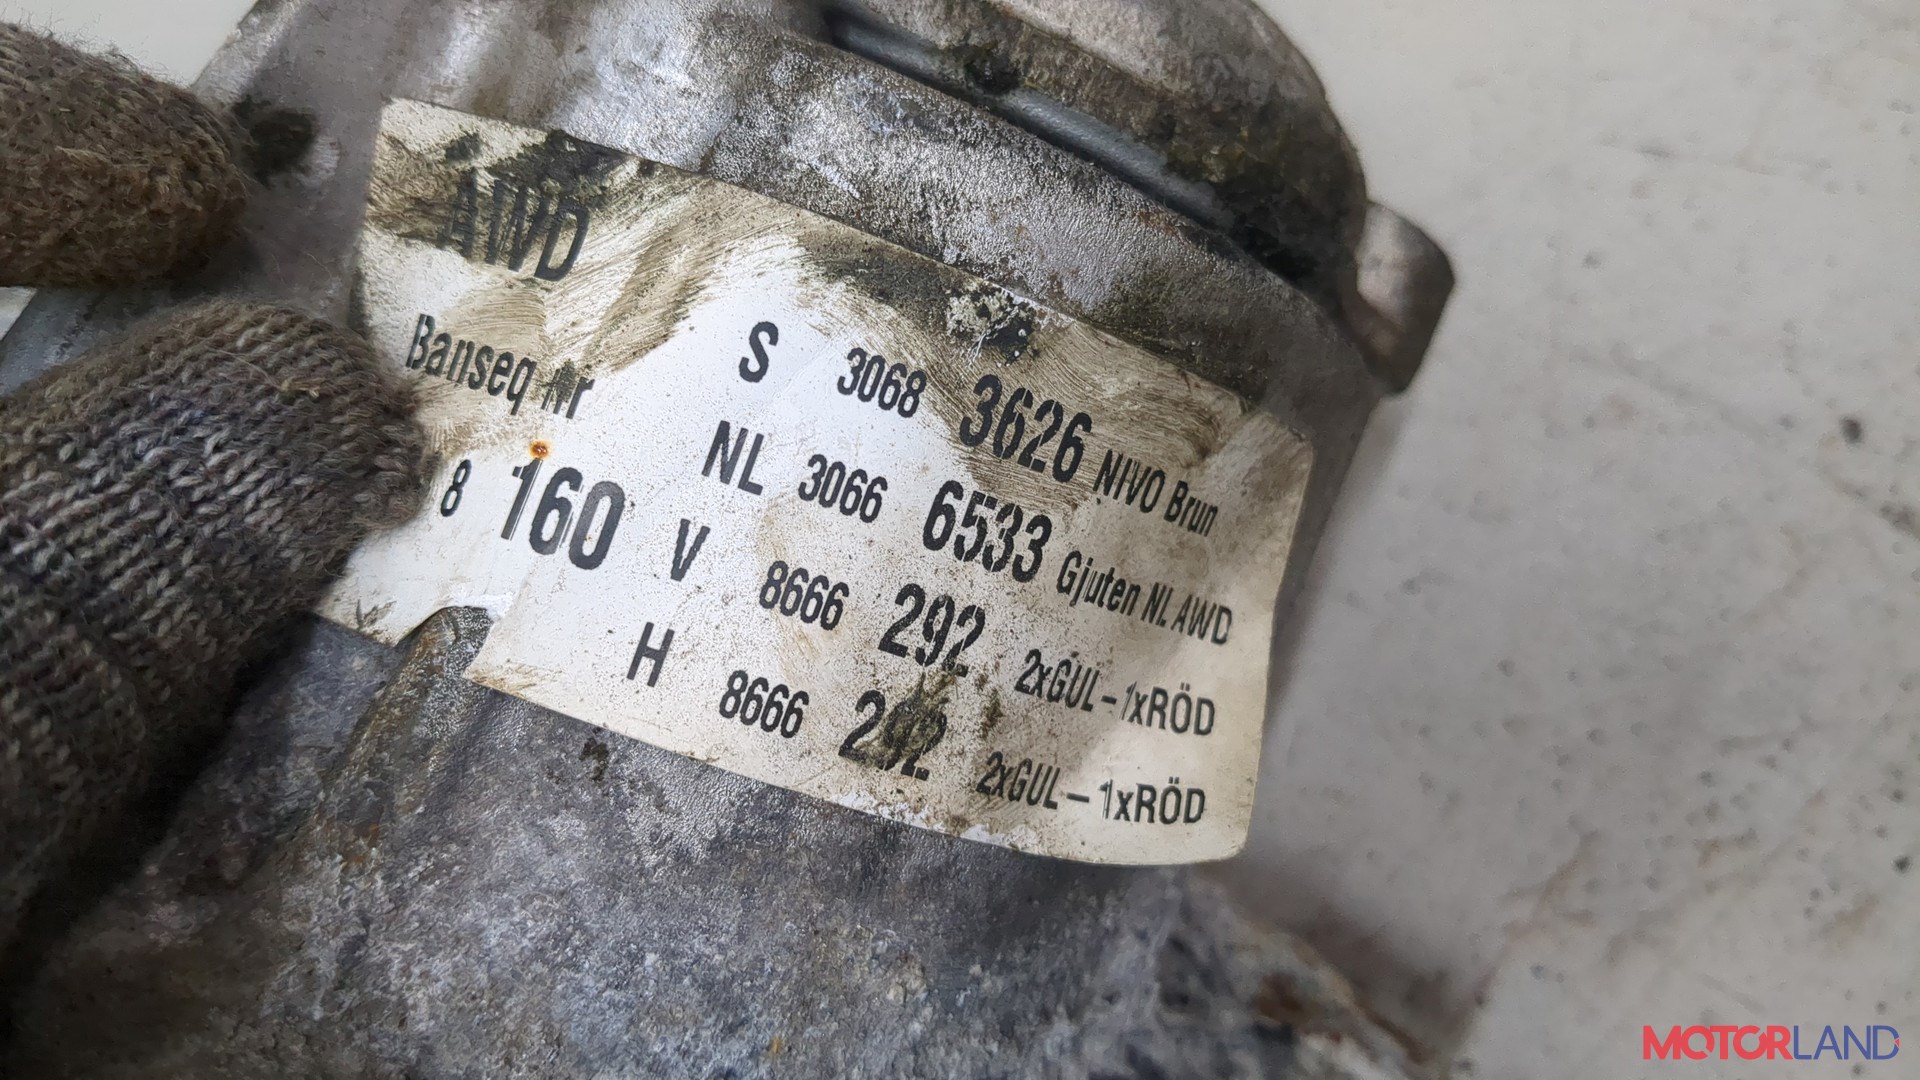 AWD
Banseq nr
8 160
S 3068 3626 NIVO Brun
NL 3066 6533 Gjuten NL AWD
V 8666 292 2xGUL-1xRÖD
H 8666 292 2xGUL-1xRÖD
MOTORLAND